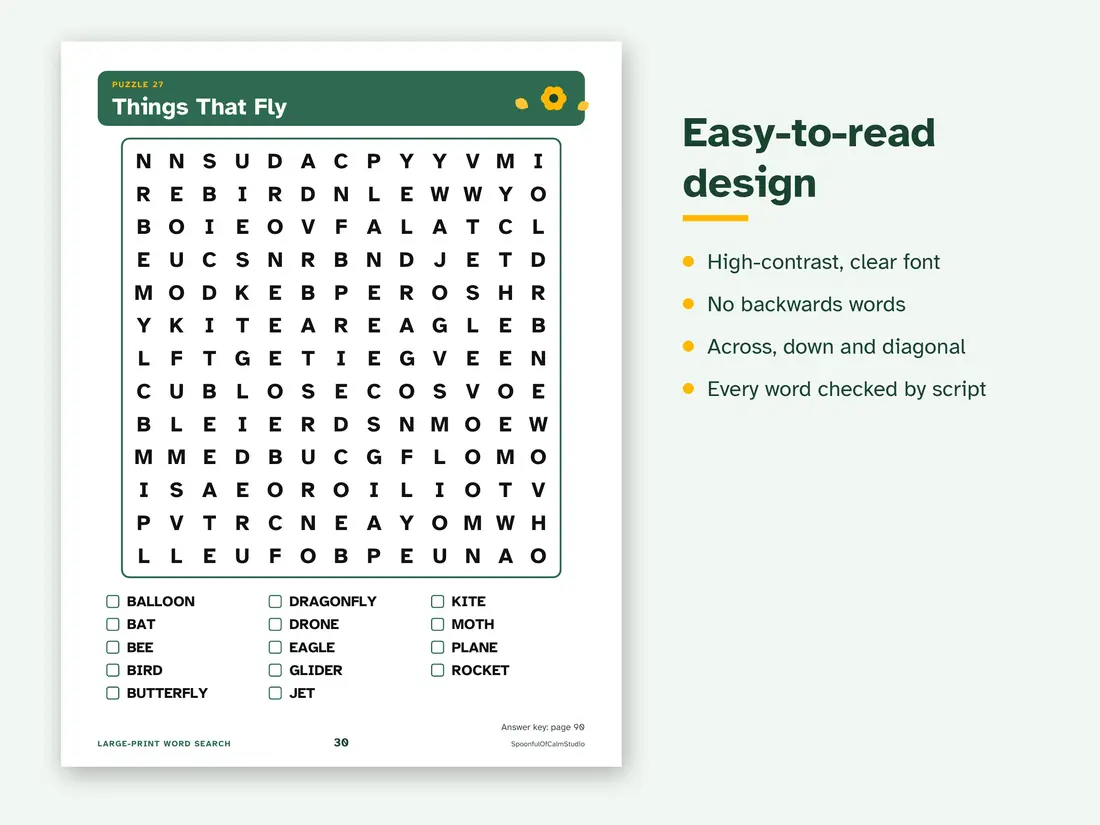 PUZZLE 27
Things That Fly
N N S U D A C P Y Y V M I
R E B I R D N L E W W Y O
B O I E O V F A L A T C L
E U C S N R B N D J E T D
M O D K E B P E R O S H R
Y K I T E A R E A G L E B
L F T G E T I E G V E E N
C U B L O S E C O S V O E
B L E I E R D S N M O E W
M M E D B U C G F L O M O
I S A E O R O I L I O T V
P V T R C N E A Y O M W H
L L E U F O B P E U N A O
BALLOON DRAGONFLY KITE
BAT DRONE MOTH
BEE EAGLE PLANE
BIRD GLIDER ROCKET
BUTTERFLY JET
Answer key: page 90
LARGE-PRINT WORD SEARCH 30 SpoonfulOfCalmStudio
Easy-to-read
design
High-contrast, clear font
No backwards words
Across, down and diagonal
Every word checked by script